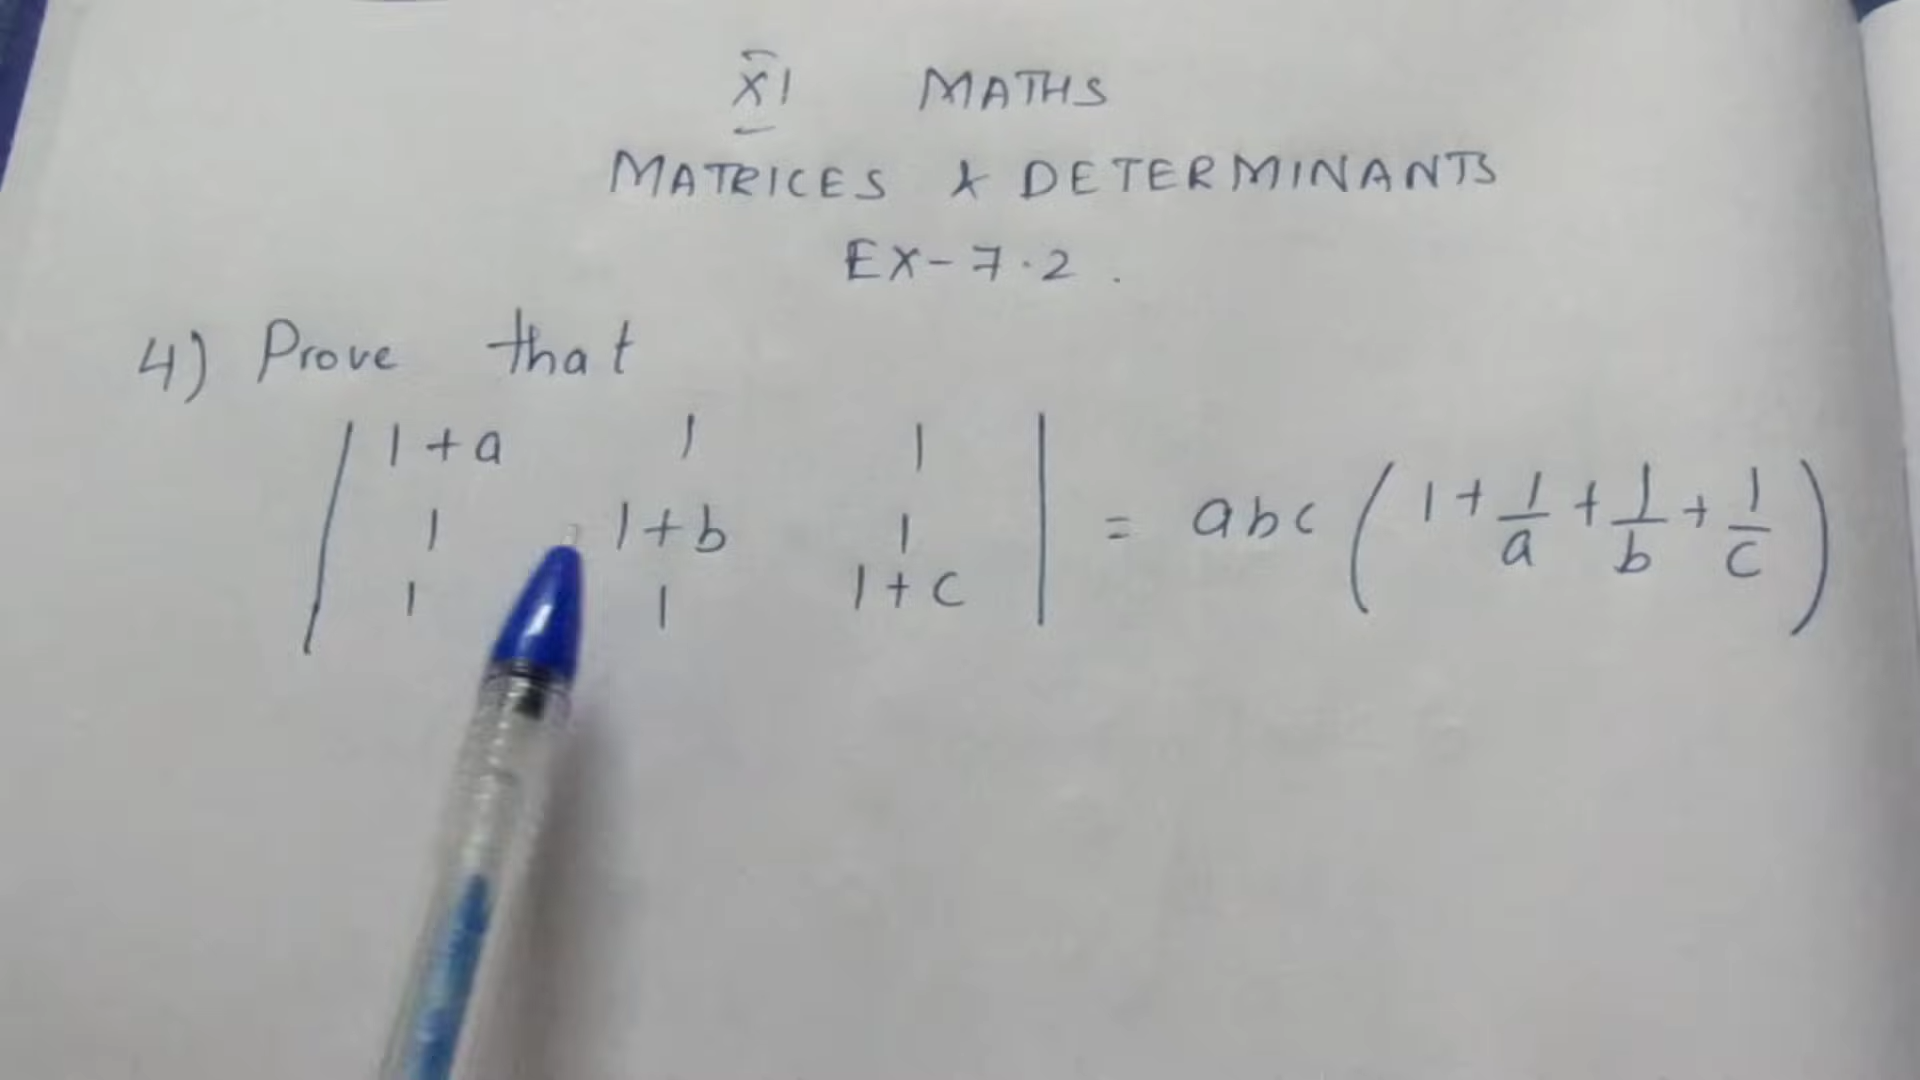 XI MATHS
MATRICES & DETERMINANTS
EX-7.2.
4) Prove that
| 1+a 1 1 |
| 1 1+b 1 | = abc (1 + 1/a + 1/b + 1/c)
| 1 1 1+c |